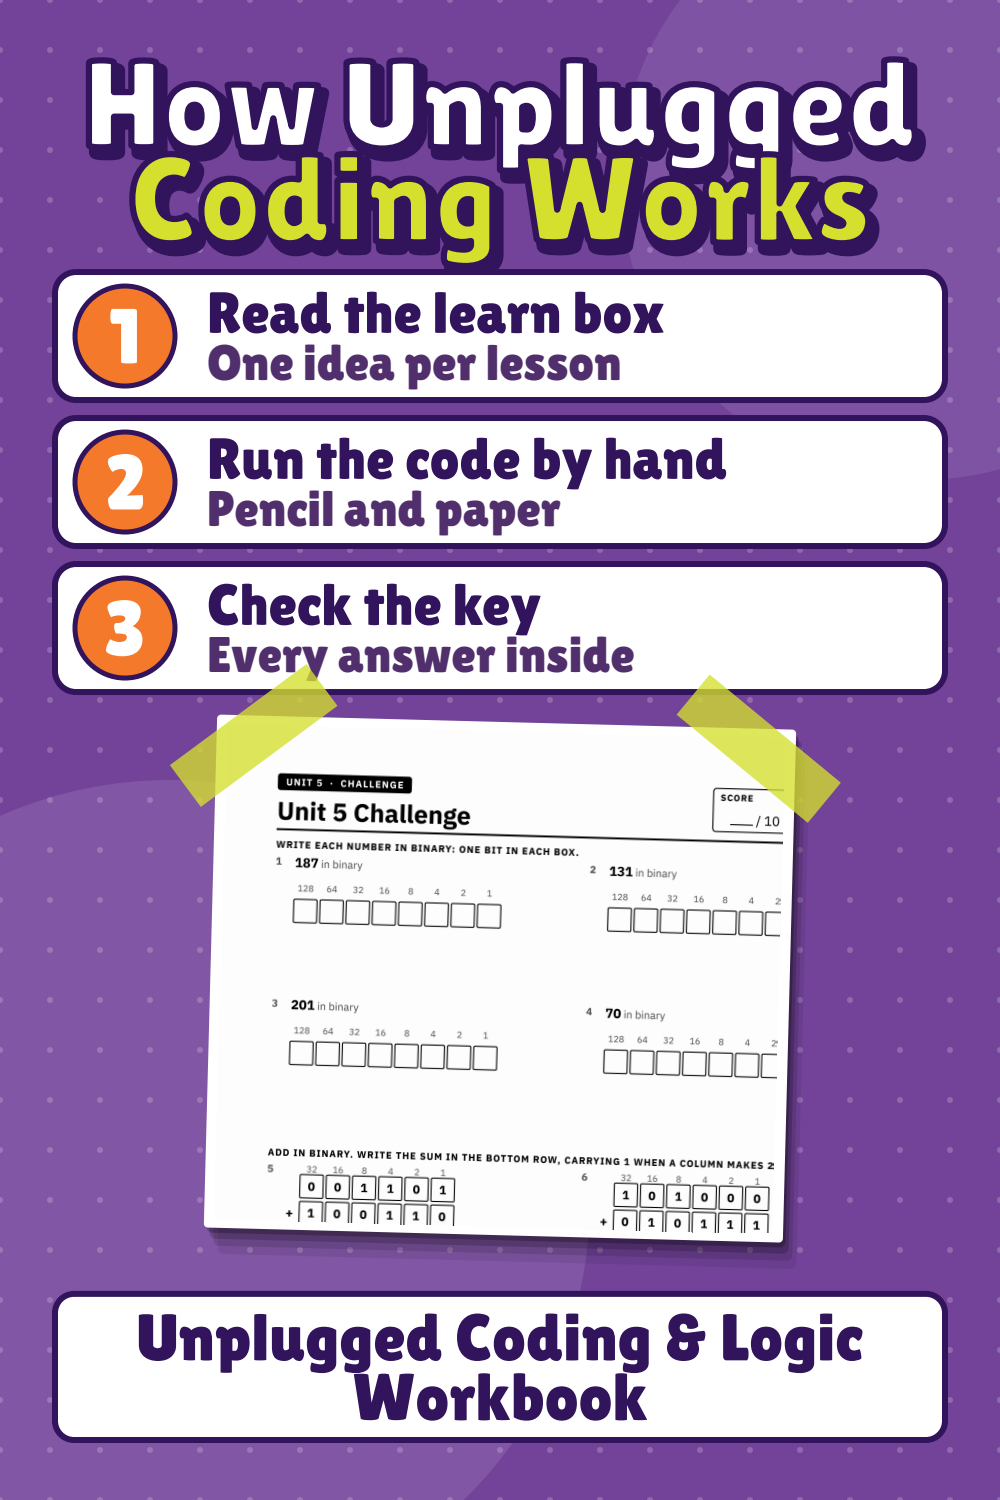 How Unplugged
Coding Works
1
Read the learn box
One idea per lesson
2
Run the code by hand
Pencil and paper
3
Check the key
Every answer inside
UNIT 5 · CHALLENGE
Unit 5 Challenge
SCORE
___ / 10
WRITE EACH NUMBER IN BINARY: ONE BIT IN EACH BOX.
1 187 in binary
128 64 32 16 8 4 2 1
2 131 in binary
128 64 32 16 8 4 2
3 201 in binary
128 64 32 16 8 4 2 1
4 70 in binary
128 64 32 16 8 4 2
ADD IN BINARY. WRITE THE SUM IN THE BOTTOM ROW, CARRYING 1 WHEN A COLUMN MAKES 2
5
32 16 8 4 2 1
0 0 1 1 0 1
+ 1 0 0 1 1 0
6
32 16 8 4 2 1
1 0 1 0 0 0
+ 0 1 0 1 1 1
Unplugged Coding & Logic
Workbook